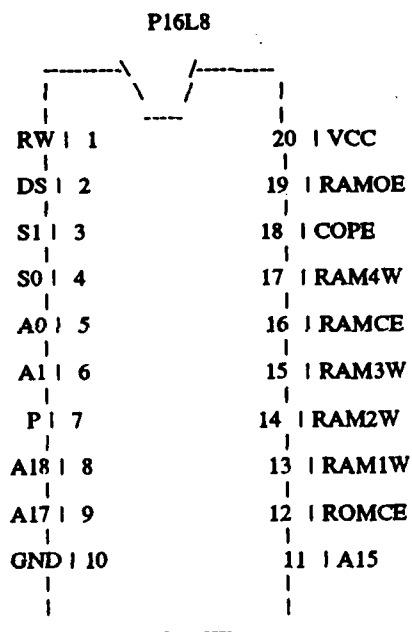 P16L8
RW | 1 20 | VCC
DS | 2 19 | RAMOE
S1 | 3 18 | COPE
S0 | 4 17 | RAM4W
A0 | 5 16 | RAMCE
A1 | 6 15 | RAM3W
P | 7 14 | RAM2W
A18 | 8 13 | RAM1W
A17 | 9 12 | ROMCE
GND | 10 11 | A15